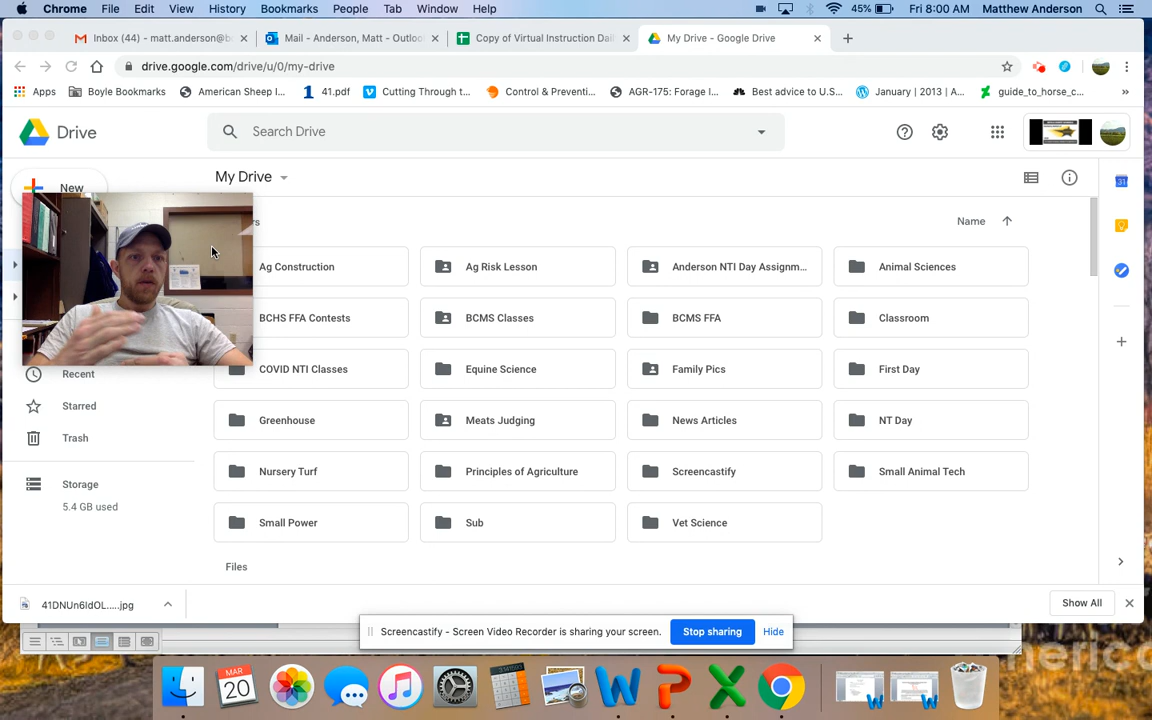 Chrome File Edit View History Bookmarks People Tab Window Help 45% Fri 8:00 AM Matthew Anderson
Inbox (44) - matt.anderson@bo Mail - Anderson, Matt - Outlo Copy of Virtual Instruction Dail My Drive - Google Drive
drive.google.com/drive/u/0/my-drive
Apps Boyle Bookmarks American Sheep I... 41.pdf Cutting Through t... Control & Preventi... AGR-175: Forage I... Best advice to U.S... January | 2013 | A... guide_to_horse_c... »
Drive Search Drive
My Drive
New
rs Name
Ag Construction Ag Risk Lesson Anderson NTI Day Assignm... Animal Sciences
BCHS FFA Contests BCMS Classes BCMS FFA Classroom
COVID NTI Classes Equine Science Family Pics First Day
Recent
Starred
Greenhouse Meats Judging News Articles NT Day
Trash
Nursery Turf Principles of Agriculture Screencastify Small Animal Tech
Storage
5.4 GB used
Small Power Sub Vet Science
Files
41DNUn6IdOL.....jpg Show All
Screencastify - Screen Video Recorder is sharing your screen. Stop sharing Hide
MAR
20